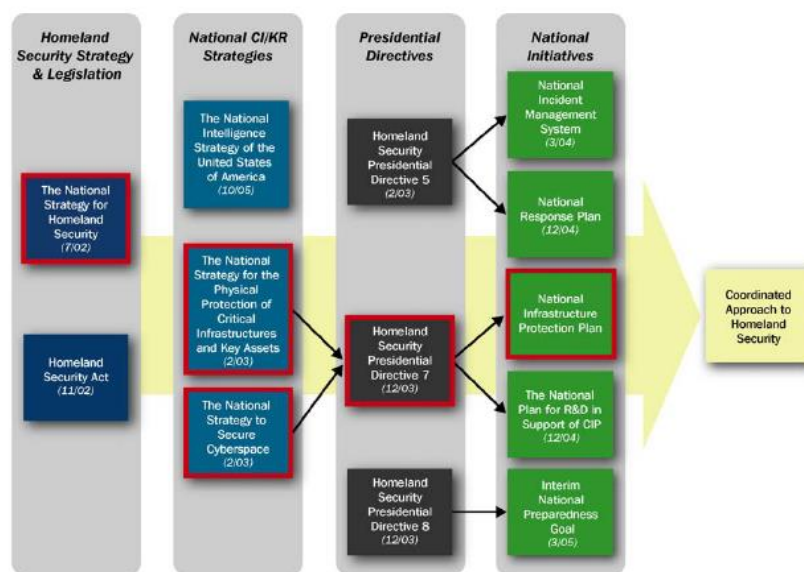 Homeland
Security Strategy
& Legislation
The National
Strategy for
Homeland
Security
(7/02)
Homeland
Security Act
(11/02)
National CI/KR
Strategies
The National
Intelligence
Strategy of the
United States
of America
(10/05)
The National
Strategy for the
Physical
Protection of
Critical
Infrastructures
and Key Assets
(2/03)
The National
Strategy to
Secure
Cyberspace
(2/03)
Presidential
Directives
Homeland
Security
Presidential
Directive 5
(2/03)
Homeland
Security
Presidential
Directive 7
(12/03)
Homeland
Security
Presidential
Directive 8
(12/03)
National
Initiatives
National
Incident
Management
System
(3/04)
National
Response Plan
(12/04)
National
Infrastructure
Protection Plan
The National
Plan for R&D in
Support of CIP
(12/04)
Interim
National
Preparedness
Goal
(3/05)
Coordinated
Approach to
Homeland
Security